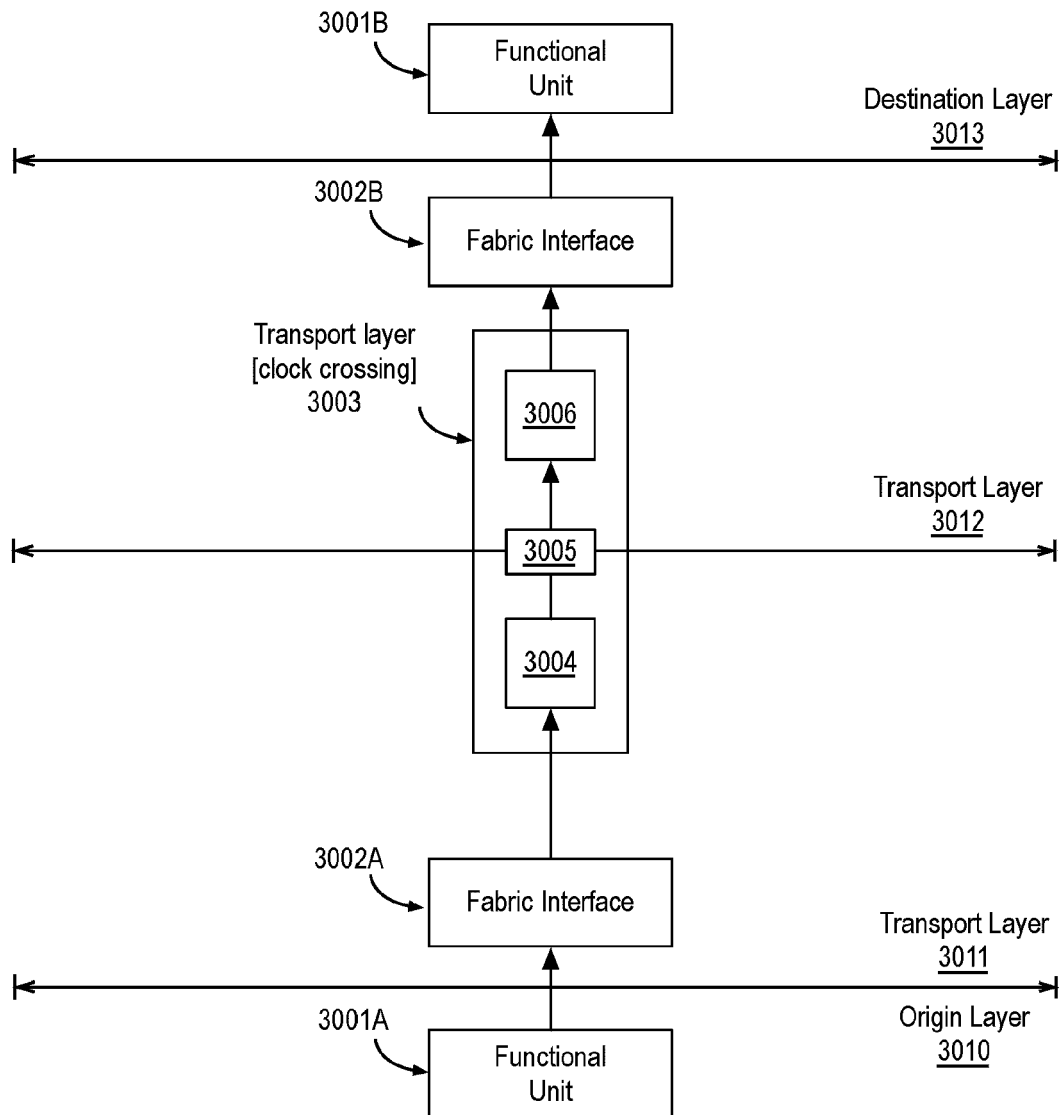 3001B
Functional
Unit
Destination Layer
3013
3002B
Fabric Interface
Transport layer
[clock crossing]
3003
3006
Transport Layer
3012
3005
3004
3002A
Fabric Interface
Transport Layer
3011
3001A
Origin Layer
3010
Functional
Unit